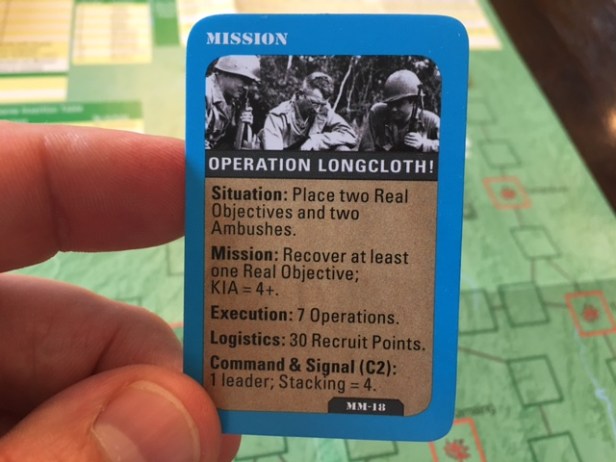 MISSION
OPERATION LONGCLOTH!
Situation: Place two Real
Objectives and two
Ambushes.
Mission: Recover at least
one Real Objective;
KIA = 4+.
Execution: 7 Operations.
Logistics: 30 Recruit Points.
Command & Signal (C2):
1 leader; Stacking = 4.
MM-18